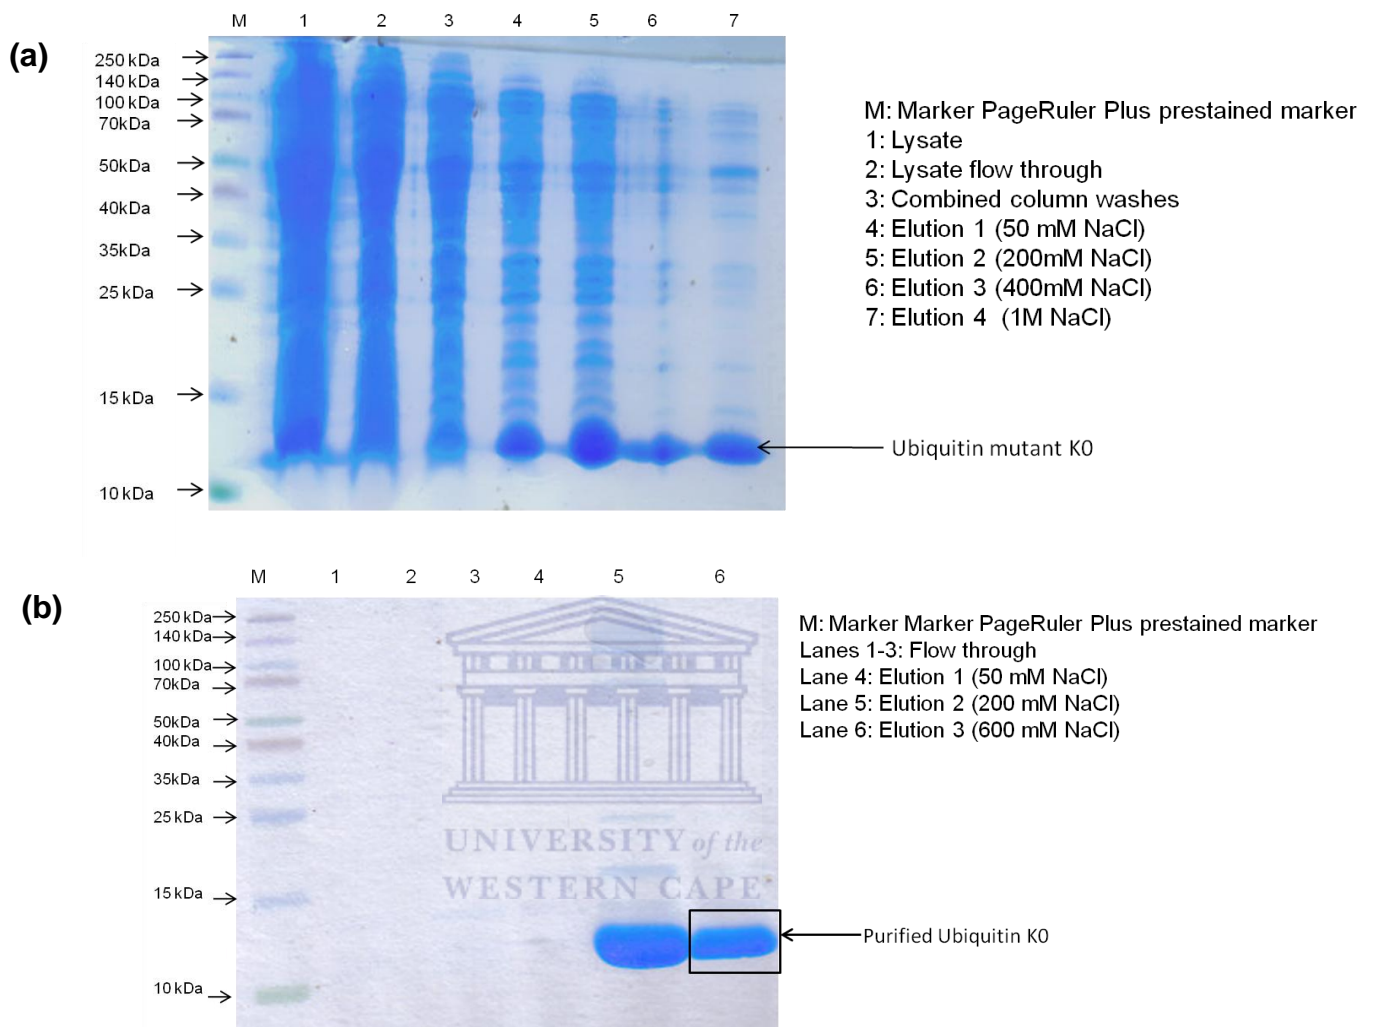 (a)
M 1 2 3 4 5 6 7
250 kDa
140 kDa
100 kDa
70kDa
50kDa
40kDa
35kDa
25 kDa
15 kDa
10 kDa
M: Marker PageRuler Plus prestained marker
1: Lysate
2: Lysate flow through
3: Combined column washes
4: Elution 1 (50 mM NaCl)
5: Elution 2 (200mM NaCl)
6: Elution 3 (400mM NaCl)
7: Elution 4 (1M NaCl)
Ubiquitin mutant K0
(b)
M 1 2 3 4 5 6
250 kDa
140 kDa
100 kDa
70kDa
50kDa
40kDa
35kDa
25 kDa
15 kDa
10 kDa
UNIVERSITY of the
WESTERN CAPE
M: Marker Marker PageRuler Plus prestained marker
Lanes 1-3: Flow through
Lane 4: Elution 1 (50 mM NaCl)
Lane 5: Elution 2 (200 mM NaCl)
Lane 6: Elution 3 (600 mM NaCl)
Purified Ubiquitin K0